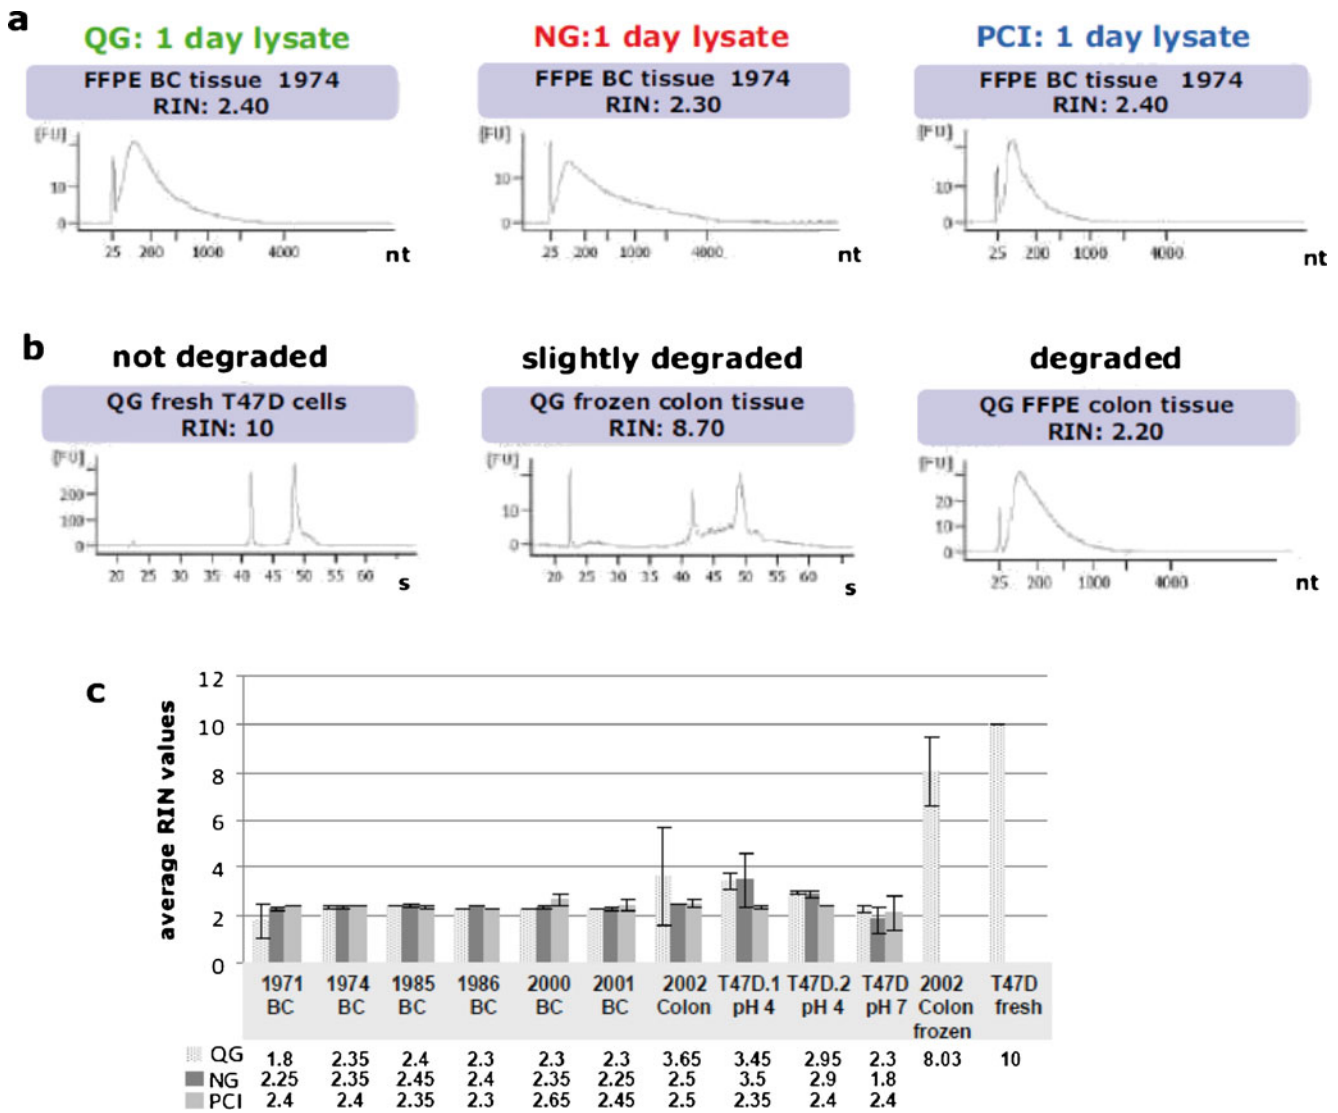 a
QG: 1 day lysate
FFPE BC tissue 1974
RIN: 2.40
[FU]
10
0
25 200 1000 4000
nt
NG:1 day lysate
FFPE BC tissue 1974
RIN: 2.30
[FU]
10
0
25 200 1000 4000
nt
PCI: 1 day lysate
FFPE BC tissue 1974
RIN: 2.40
[FU]
10
0
25 200 1000 4000
nt
b
not degraded
QG fresh T47D cells
RIN: 10
[FU]
200
100
0
20 25 30 35 40 45 50 55 60
s
slightly degraded
QG frozen colon tissue
RIN: 8.70
[FU]
10
0
20 25 30 35 40 45 50 55 60
s
degraded
QG FFPE colon tissue
RIN: 2.20
[FU]
20
10
0
25 200 1000 4000
nt
c
average RIN values
12
10
8
6
4
2
0
1971 1974 1985 1986 2000 2001 2002 T47D.1 T47D.2 T47D 2002 T47D
BC BC BC BC BC BC Colon pH 4 pH 4 pH 7 Colon fresh
frozen
QG 1.8 2.35 2.4 2.3 2.3 2.3 3.65 3.45 2.95 2.3 8.03 10
NG 2.25 2.35 2.45 2.4 2.35 2.25 2.5 3.5 2.9 1.8
PCI 2.4 2.4 2.35 2.3 2.65 2.45 2.5 2.35 2.4 2.4